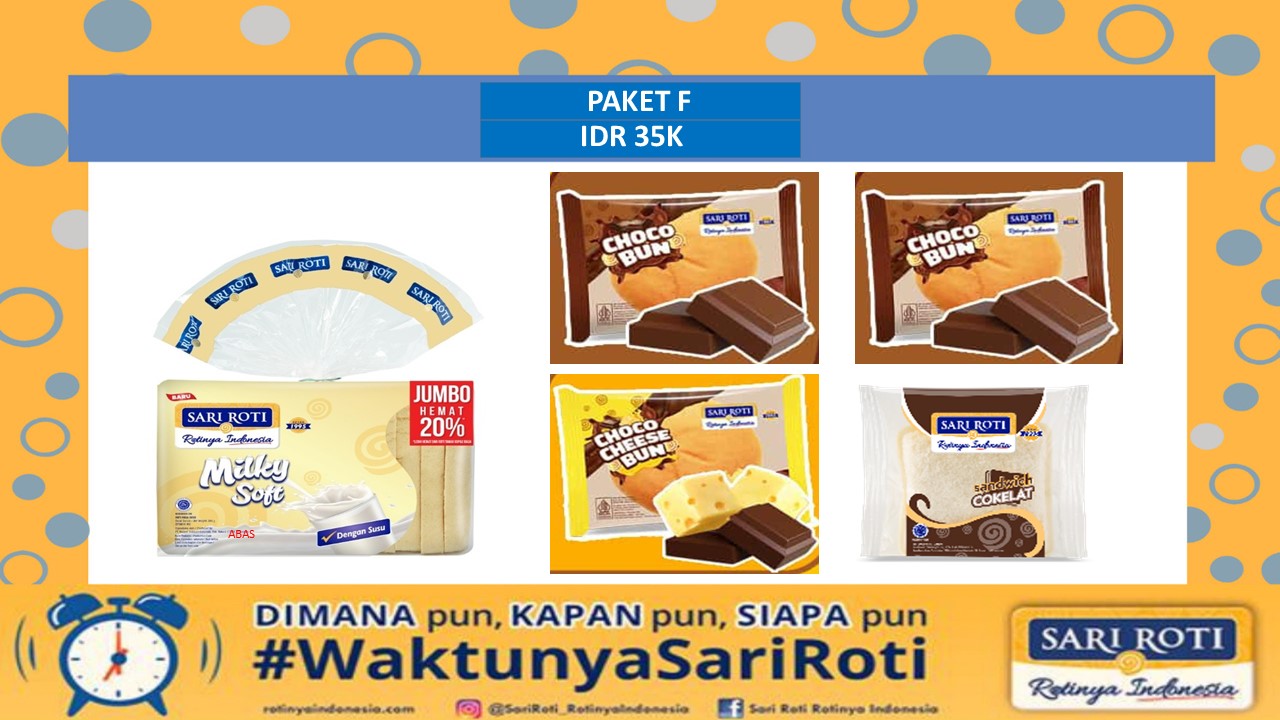 PAKET F
IDR 35K
SARI ROTI
SARI ROTI
SARI ROTI
SARI ROTI
BARU
SARI ROTI
1995
Rotinya Indonesia
JUMBO
HEMAT
20%
Milky
Soft
Dengan Susu
ABAS
CHOCO
BUN
SARI ROTI
Rotinya Indonesia
CHOCO
BUN
SARI ROTI
Rotinya Indonesia
CHOCO
CHEESE
BUN
SARI ROTI
Rotinya Indonesia
SARI ROTI
Rotinya Indonesia
sandwich
COKELAT
DIMANA pun, KAPAN pun, SIAPA pun
#WaktunyaSariRoti
rotinyaindonesia.com @SariRoti_RotinyaIndonesia Sari Roti Rotinya Indonesia
SARI ROTI
Rotinya Indonesia